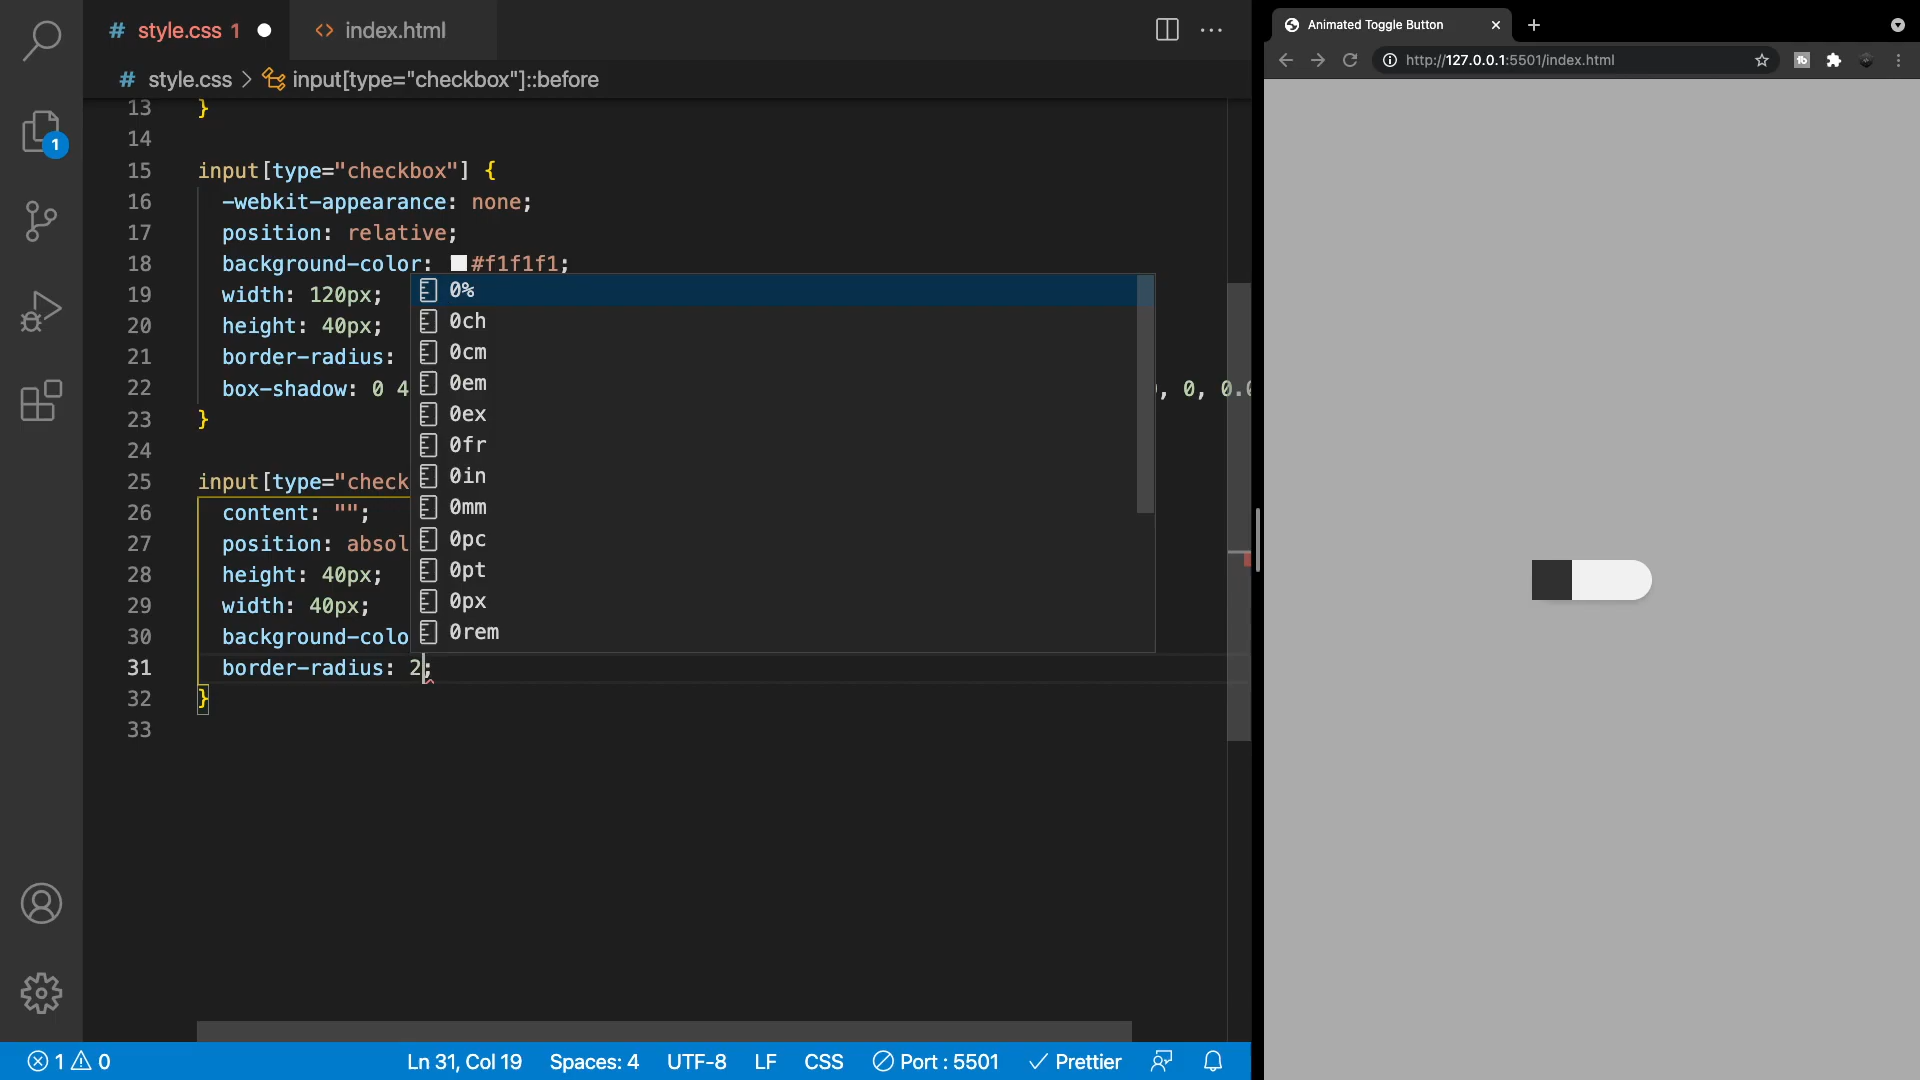 # style.css 1
<> index.html
# style.css > input[type="checkbox"]::before
13 }
14
15 input[type="checkbox"] {
16 -webkit-appearance: none;
17 position: relative;
18 background-color: #f1f1f1;
19 width: 120px;
20 height: 40px;
21 border-radius:
22 box-shadow: 0 4 , 0, 0.0
23 }
24
25 input[type="check
26 content: "";
27 position: absol
28 height: 40px;
29 width: 40px;
30 background-colo
31 border-radius: 2;
32 }
33
0%
0ch
0cm
0em
0ex
0fr
0in
0mm
0pc
0pt
0px
0rem
1
1 0 Ln 31, Col 19 Spaces: 4 UTF-8 LF CSS Port : 5501 Prettier
Animated Toggle Button
http://127.0.0.1:5501/index.html